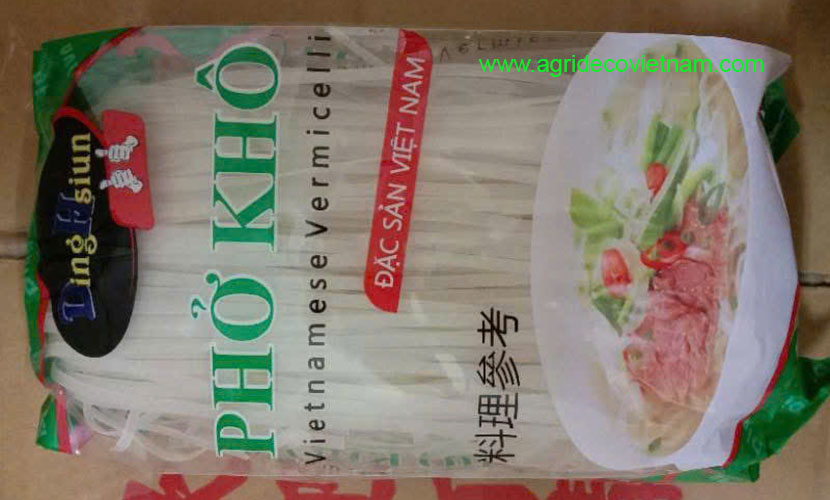 Ding Hsiun
PHỞ KHÔ
Vietnamese Vermicelli
ĐẶC SẢN VIỆT NAM
料理參考
www.agridecovietnam.com